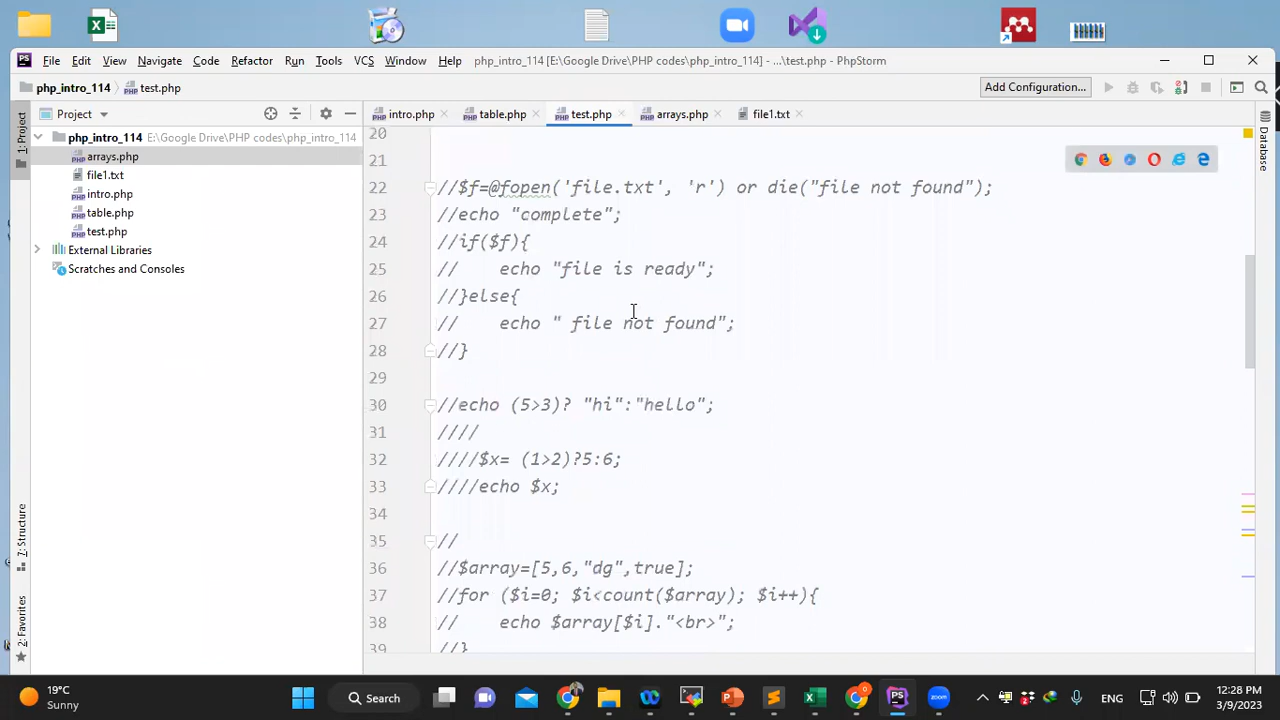 File Edit View Navigate Code Refactor Run Tools VCS Window Help php_intro_114 [E:\Google Drive\PHP codes\php_intro_114] - ...\test.php - PhpStorm
php_intro_114 test.php
Add Configuration...
Project
intro.php table.php test.php arrays.php file1.txt
1: Project
php_intro_114 E:\Google Drive\PHP codes\php_intro_114
arrays.php
file1.txt
intro.php
table.php
test.php
External Libraries
Scratches and Consoles
7: Structure
2: Favorites
Database
20
21
22 //$f=@fopen('file.txt', 'r') or die("file not found");
23 //echo "complete";
24 //if($f){
25 //    echo "file is ready";
26 //}else{
27 //    echo " file not found";
28 //}
29
30 //echo (5>3)? "hi":"hello";
31 ////
32 ////$x= (1>2)?5:6;
33 ////echo $x;
34
35 //
36 //$array=[5,6,"dg",true];
37 //for ($i=0; $i<count($array); $i++){
38 //    echo $array[$i]."<br>";
39 //}
19°C
Sunny
Search
ENG
12:28 PM
3/9/2023